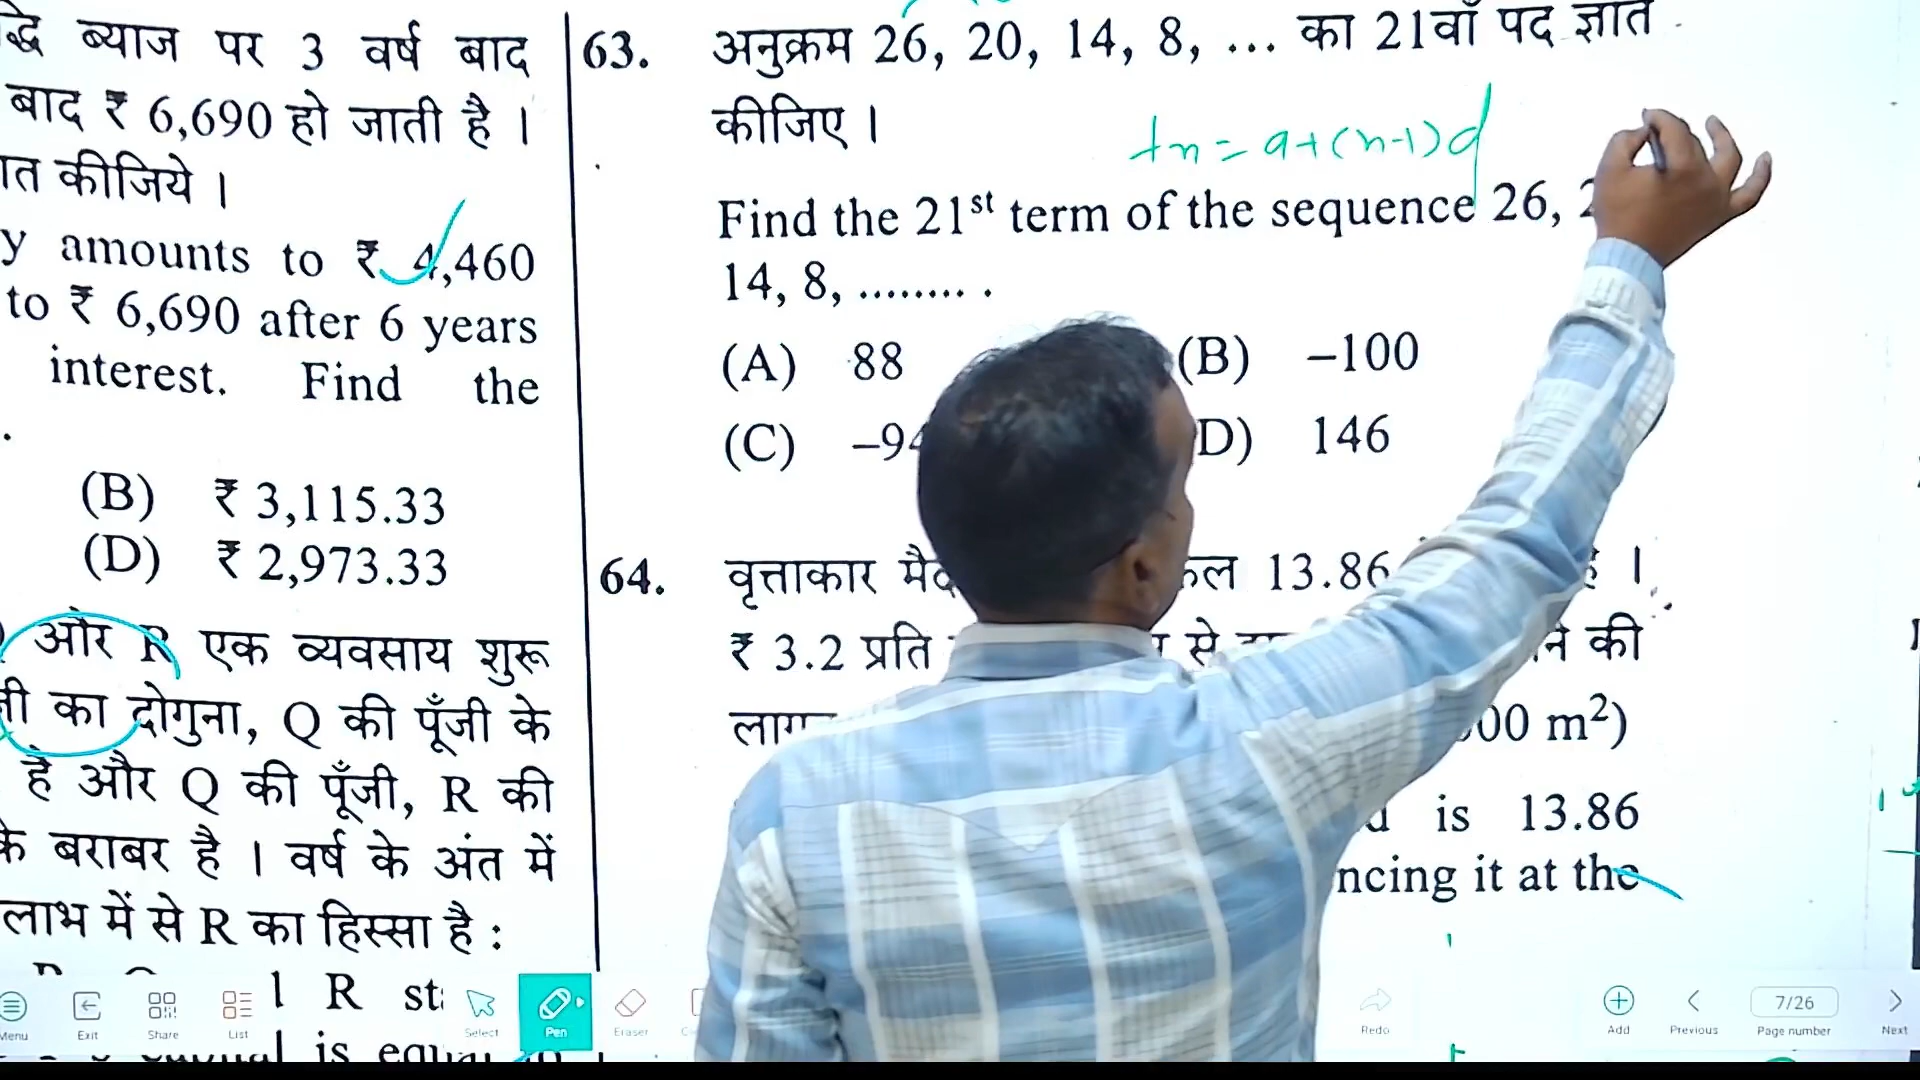 द्धि ब्याज पर 3 वर्ष बाद
बाद ₹ 6,690 हो जाती है ।
ात कीजिये ।
y amounts to ₹ 4,460
to ₹ 6,690 after 6 years
interest. Find the
(B) ₹ 3,115.33
(D) ₹ 2,973.33
और R एक व्यवसाय शुरू
जी का दोगुना, Q की पूँजी के
है और Q की पूँजी, R की
के बराबर है । वर्ष के अंत में
लाभ में से R का हिस्सा है :
R
is
63. अनुक्रम 26, 20, 14, 8, ... का 21वाँ पद ज्ञात
कीजिए ।
tn = a+(n-1)d
Find the 21st term of the sequence 26,
14, 8, ......... .
(A) 88 (B) –100
(C) –94 (D) 146
64. वृत्ताकार 13.86 है ।
₹ 3.2 प्रति से की
00 m²)
is 13.86
ncing it at the
Menu Exit Share List Select Pen Eraser Redo Add Previous 7/26 Page number Next